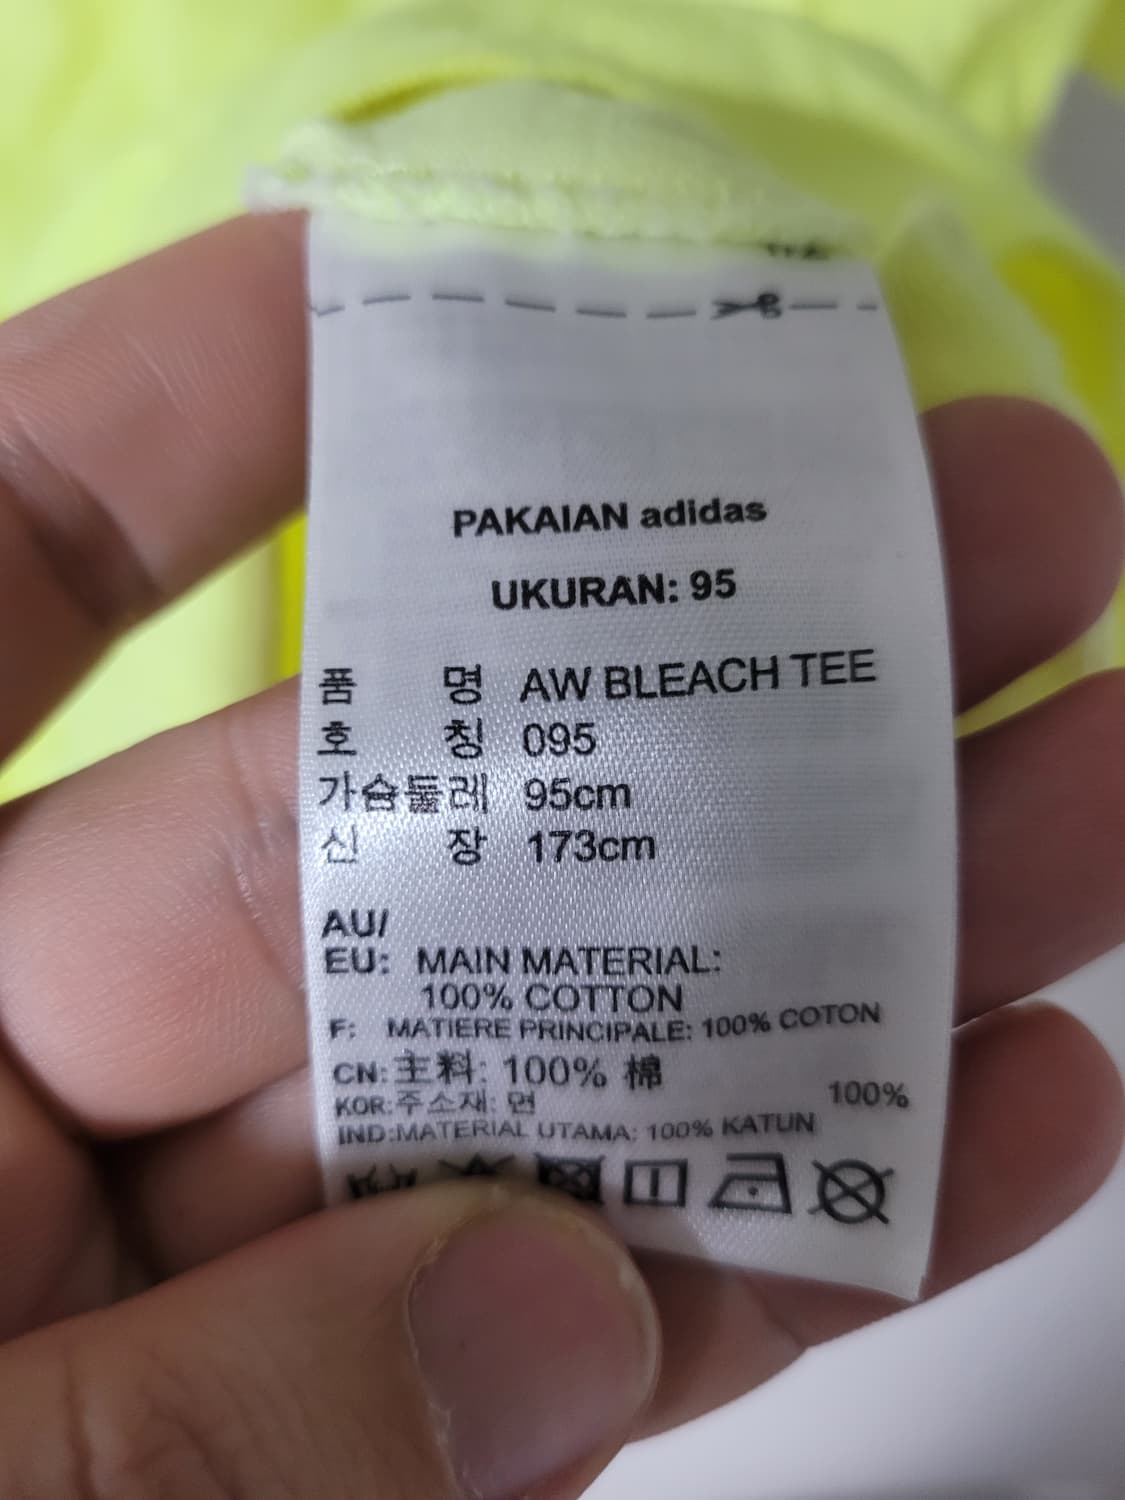 PAKAIAN adidas
UKURAN: 95
품 명 AW BLEACH TEE
호 칭 095
가슴둘레 95cm
신 장 173cm
AU/
EU: MAIN MATERIAL:
100% COTTON
F: MATIERE PRINCIPALE: 100% COTON
CN: 主料: 100% 棉
KOR:주소재: 면 100%
IND:MATERIAL UTAMA: 100% KATUN